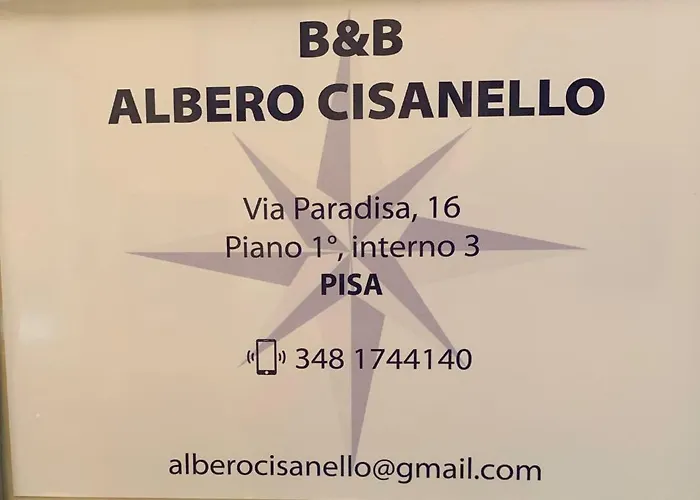 B&B
ALBERO CISANELLO
Via Paradisa, 16
Piano 1°, interno 3
PISA
348 1744140
alberocisanello@gmail.com